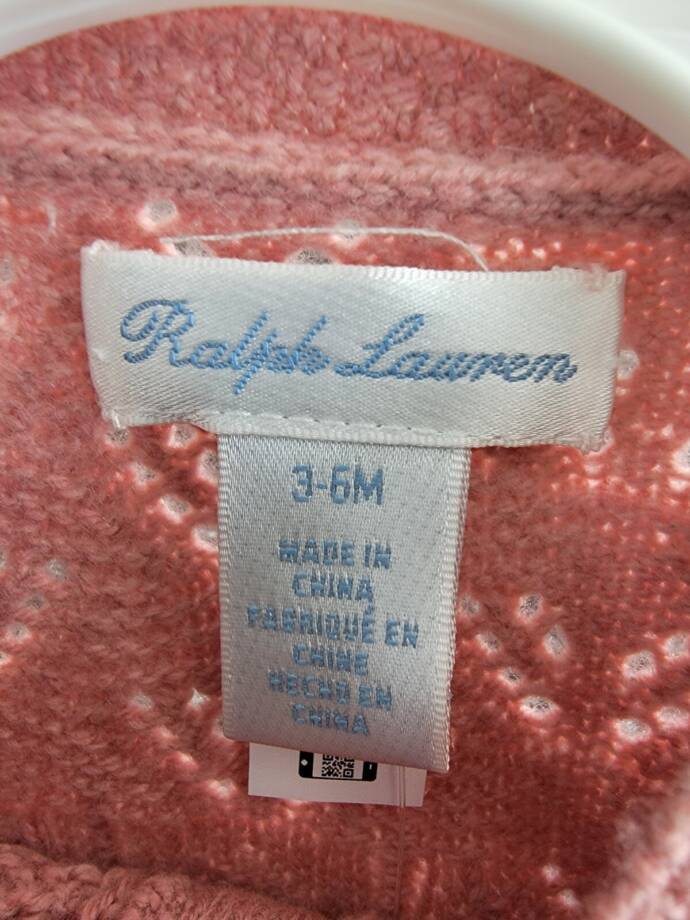 Ralph Lauren
3-6M
MADE IN
CHINA
FABRIQUÉ EN
CHINE
HECHO EN
CHINA